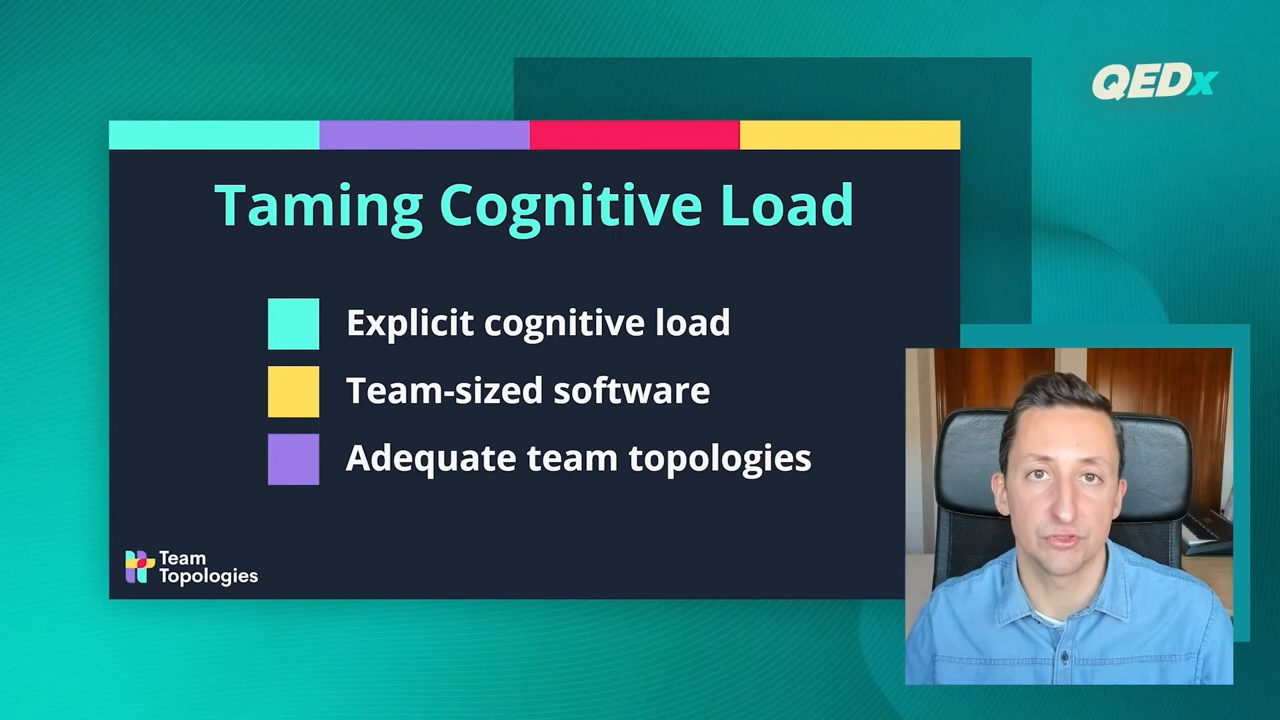 QEDx
Taming Cognitive Load
Explicit cognitive load
Team-sized software
Adequate team topologies
Team
Topologies